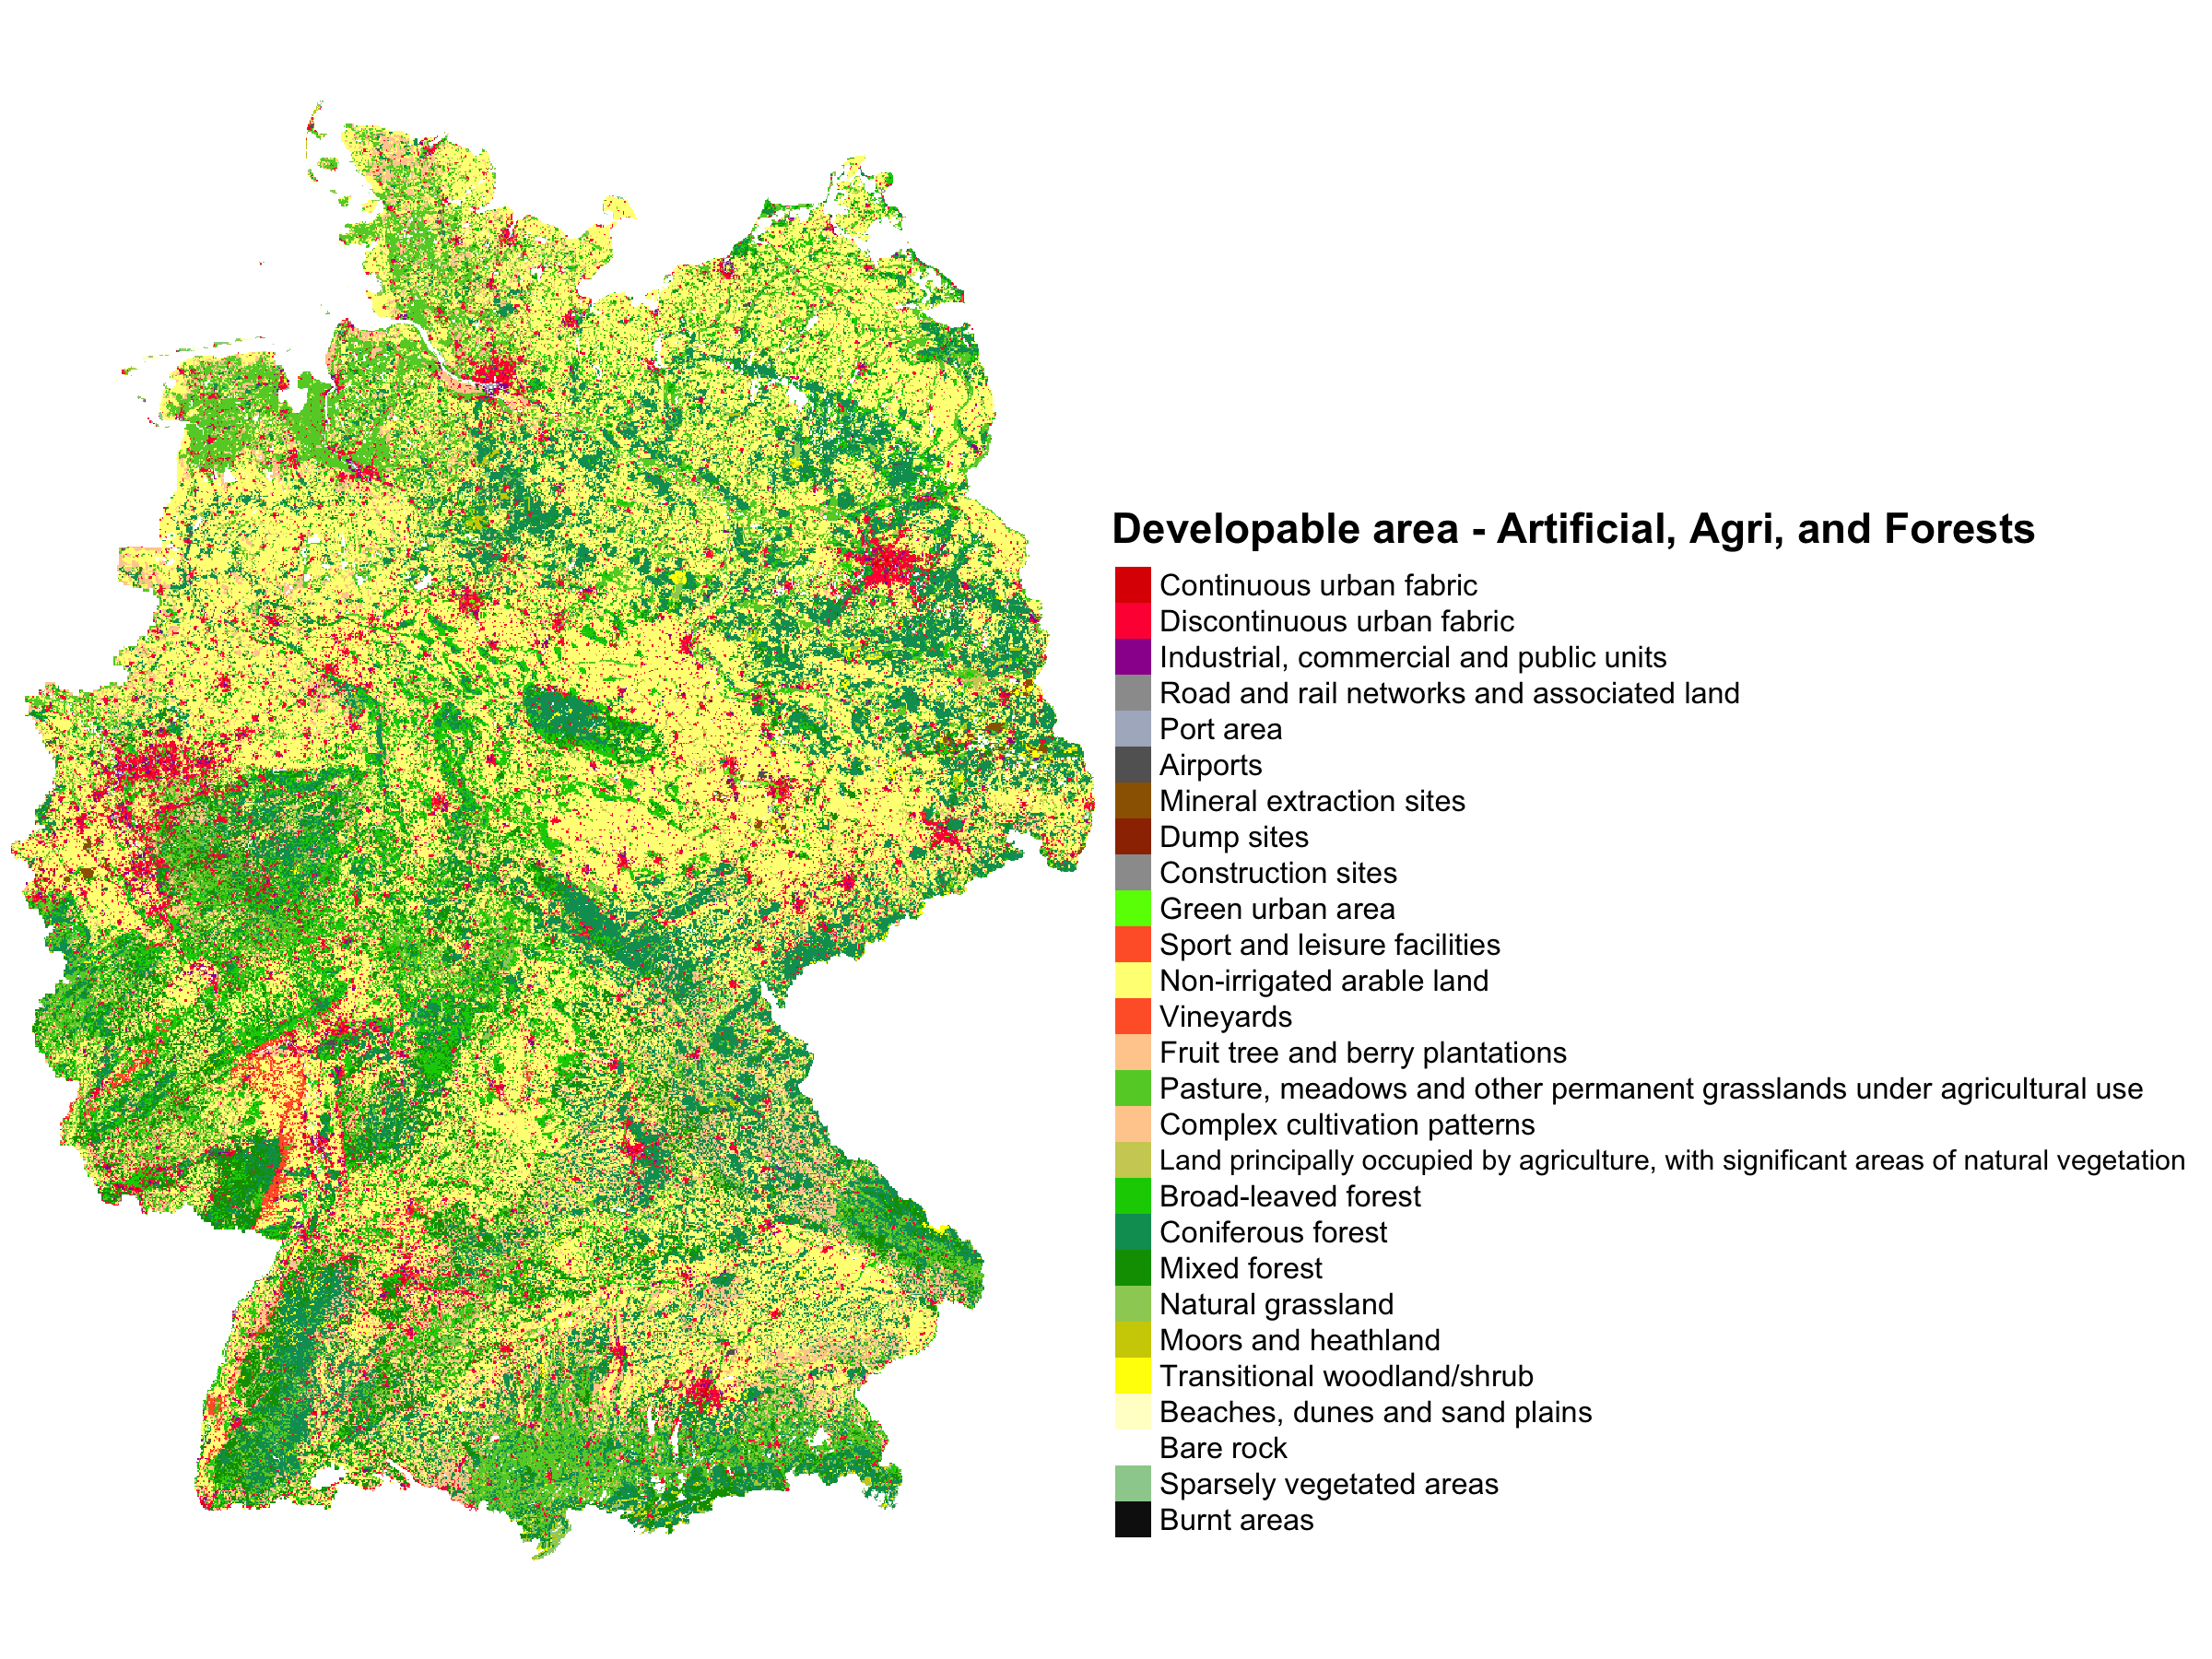 Developable area - Artificial, Agri, and Forests
Continuous urban fabric
Discontinuous urban fabric
Industrial, commercial and public units
Road and rail networks and associated land
Port area
Airports
Mineral extraction sites
Dump sites
Construction sites
Green urban area
Sport and leisure facilities
Non-irrigated arable land
Vineyards
Fruit tree and berry plantations
Pasture, meadows and other permanent grasslands under agricultural use
Complex cultivation patterns
Land principally occupied by agriculture, with significant areas of natural vegetation
Broad-leaved forest
Coniferous forest
Mixed forest
Natural grassland
Moors and heathland
Transitional woodland/shrub
Beaches, dunes and sand plains
Bare rock
Sparsely vegetated areas
Burnt areas